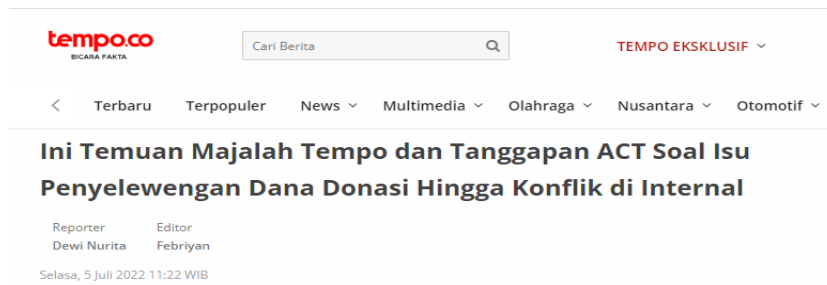 tempo.co
BICARA FAKTA
Cari Berita
TEMPO EKSKLUSIF
Terbaru Terpopuler News Multimedia Olahraga Nusantara Otomotif
Ini Temuan Majalah Tempo dan Tanggapan ACT Soal Isu
Penyelewengan Dana Donasi Hingga Konflik di Internal
Reporter Editor
Dewi Nurita Febriyan
Selasa, 5 Juli 2022 11:22 WIB